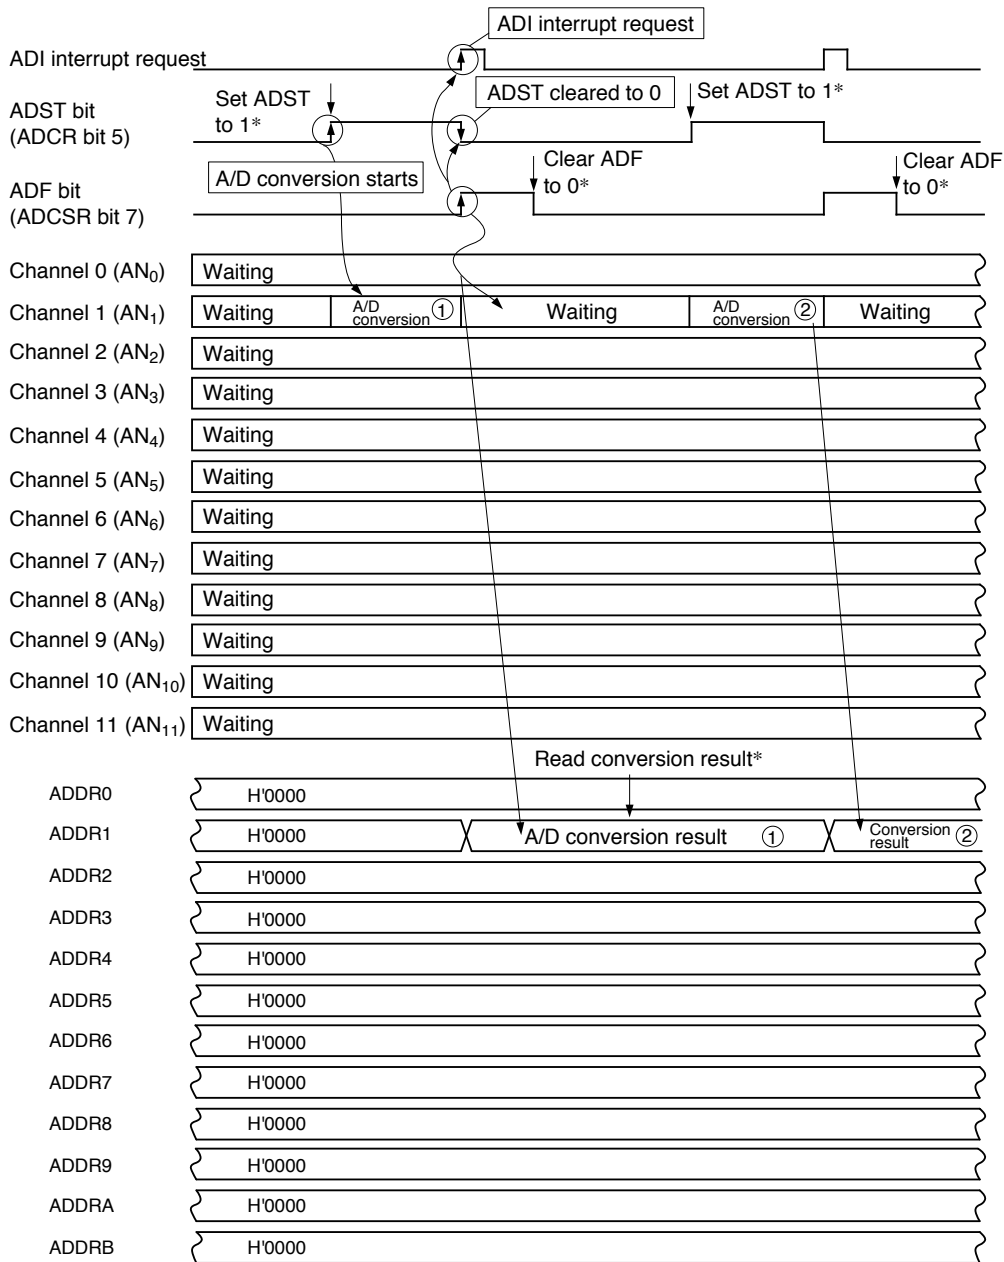 ADI interrupt request
ADI interrupt request
Set ADST to 1*
ADST cleared to 0
Set ADST to 1*
ADST bit
(ADCR bit 5)
A/D conversion starts
Clear ADF to 0*
Clear ADF to 0*
ADF bit
(ADCSR bit 7)
Channel 0 (AN0) Waiting
Channel 1 (AN1) Waiting A/D conversion ① Waiting A/D conversion ② Waiting
Channel 2 (AN2) Waiting
Channel 3 (AN3) Waiting
Channel 4 (AN4) Waiting
Channel 5 (AN5) Waiting
Channel 6 (AN6) Waiting
Channel 7 (AN7) Waiting
Channel 8 (AN8) Waiting
Channel 9 (AN9) Waiting
Channel 10 (AN10) Waiting
Channel 11 (AN11) Waiting
Read conversion result*
ADDR0 H'0000
ADDR1 H'0000 A/D conversion result ① Conversion result ②
ADDR2 H'0000
ADDR3 H'0000
ADDR4 H'0000
ADDR5 H'0000
ADDR6 H'0000
ADDR7 H'0000
ADDR8 H'0000
ADDR9 H'0000
ADDRA H'0000
ADDRB H'0000